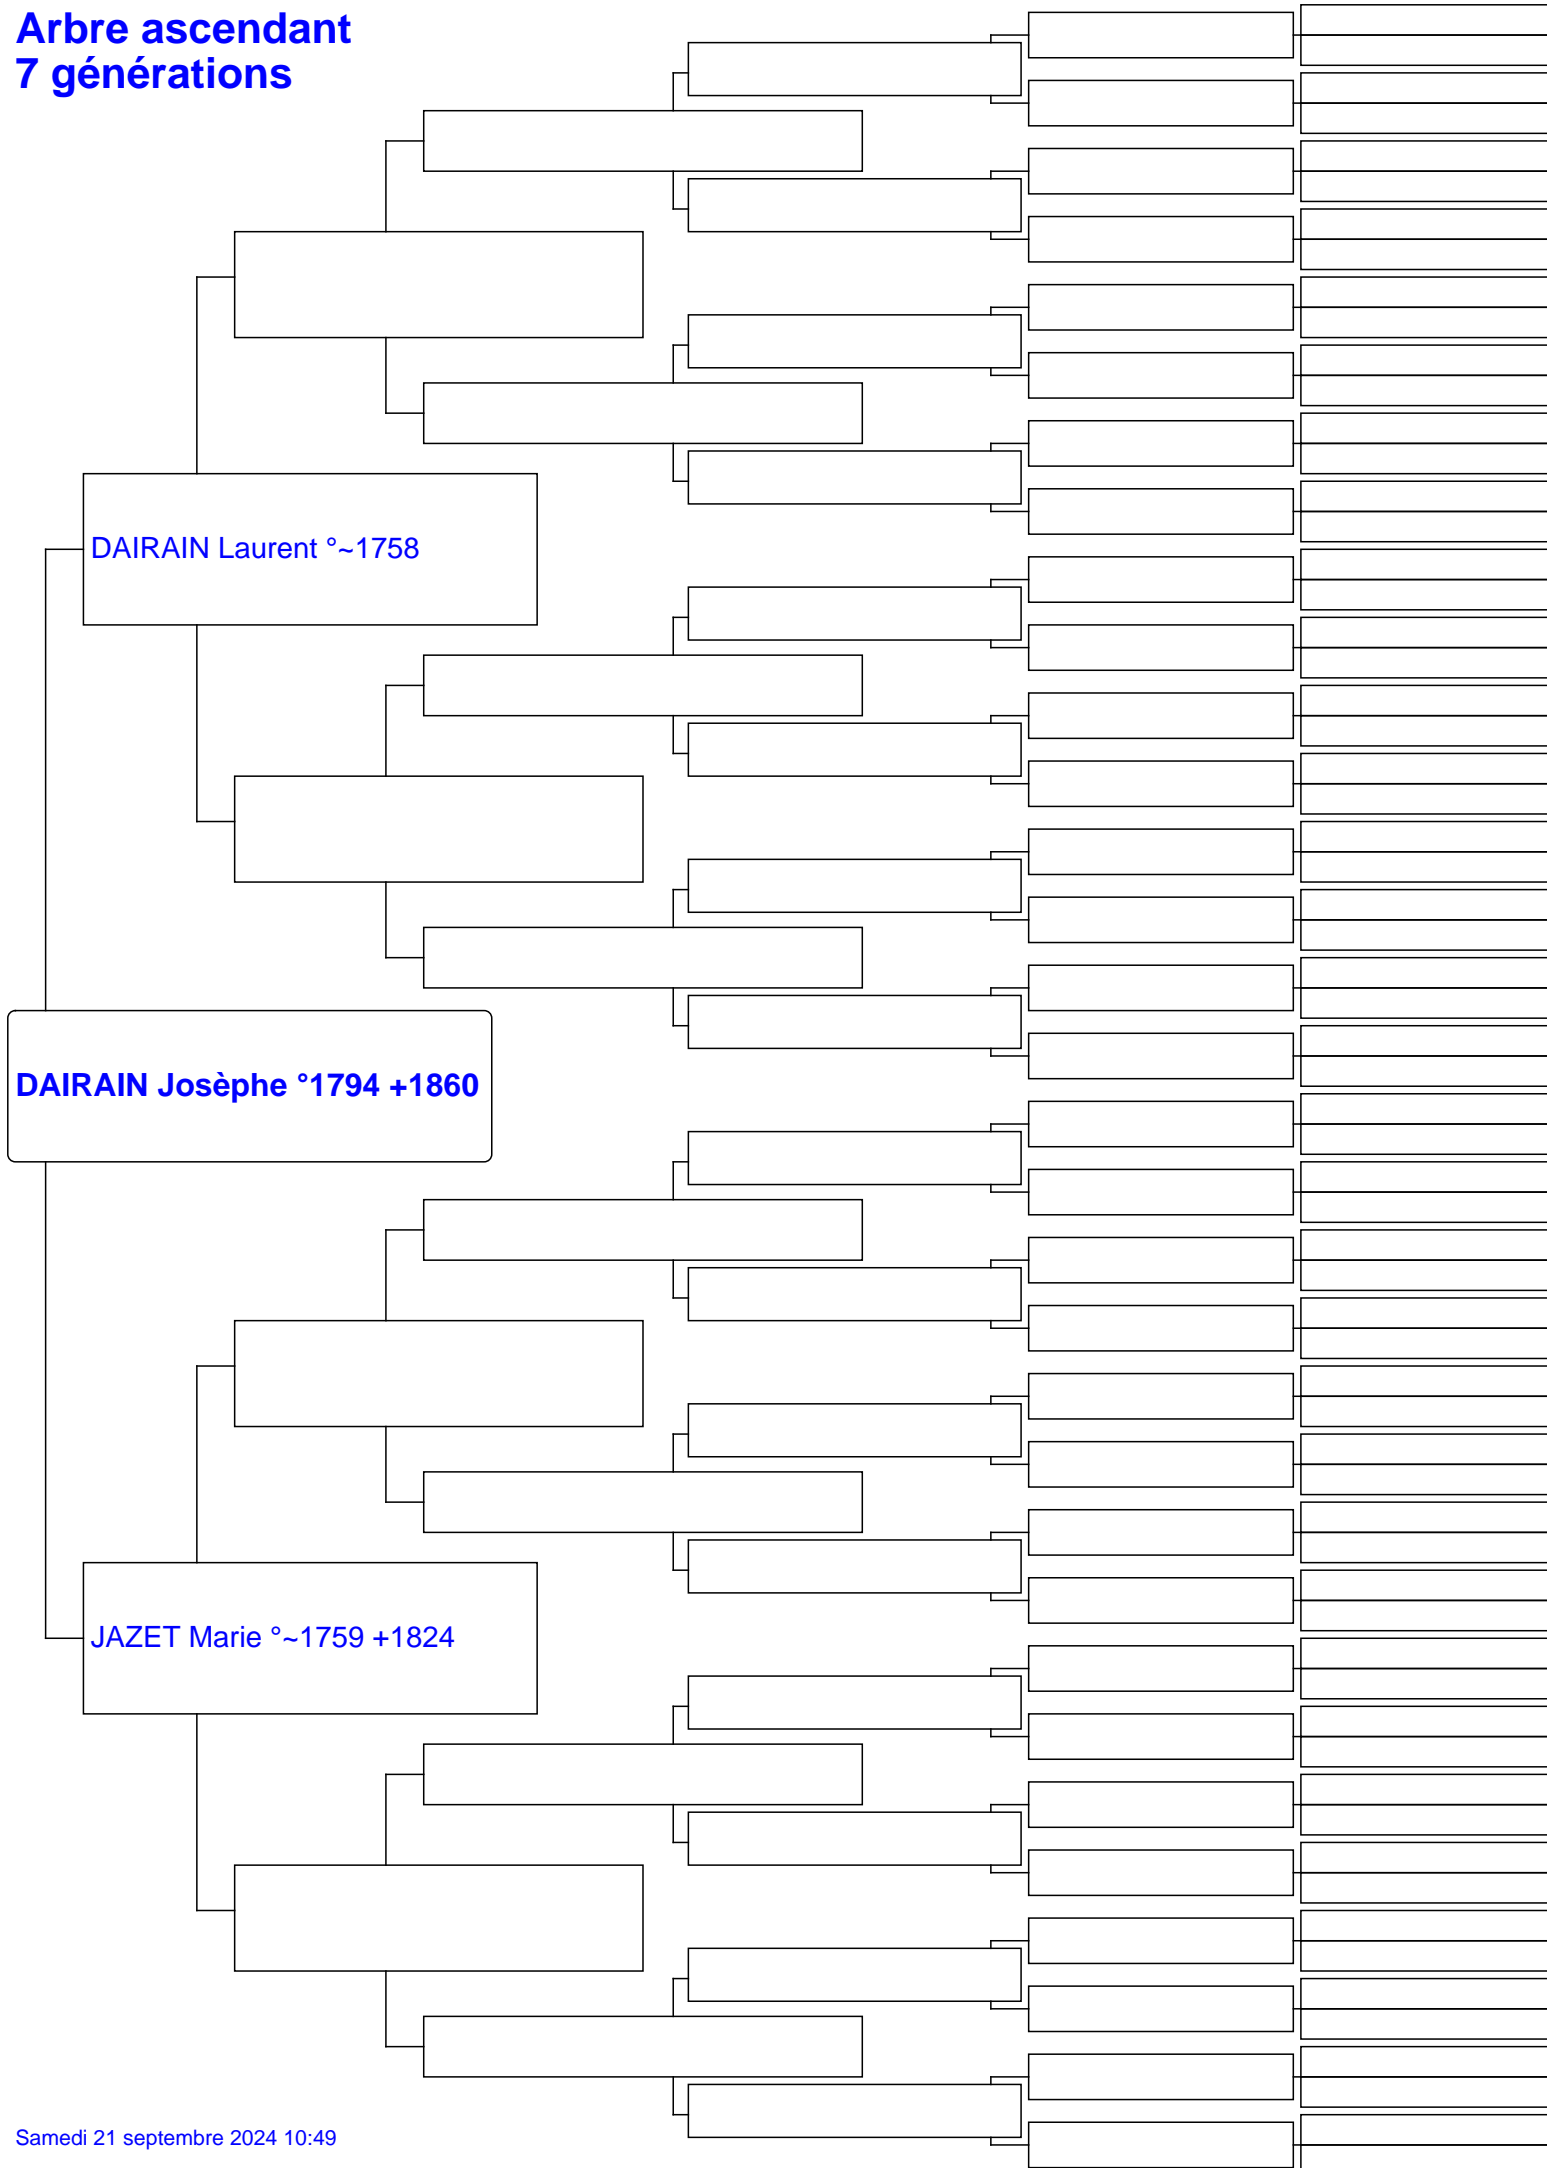 Arbre ascendant
7 générations
DAIRAIN Laurent °~1758
DAIRAIN Josèphe °1794 +1860
JAZET Marie °~1759 +1824
Samedi 21 septembre 2024 10:49